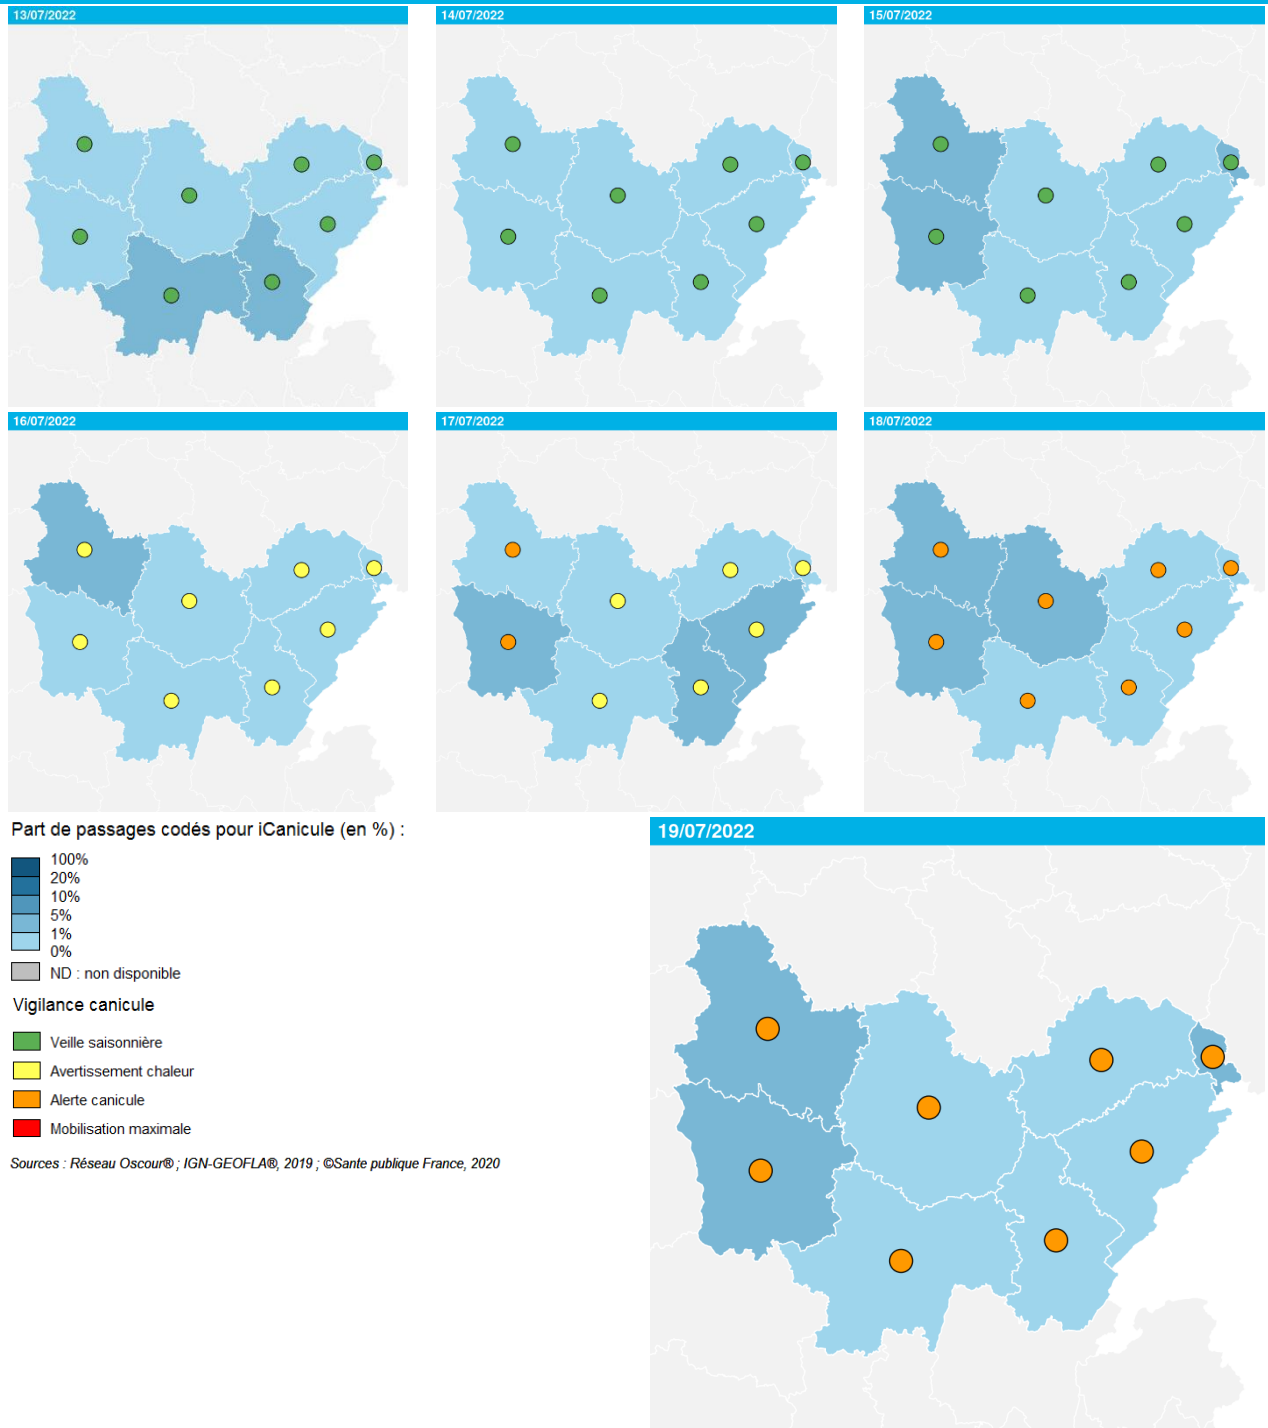 13/07/2022
14/07/2022
15/07/2022
16/07/2022
17/07/2022
18/07/2022
Part de passages codés pour iCanicule (en %) :
100%
20%
10%
5%
1%
0%
ND : non disponible
Vigilance canicule
Veille saisonnière
Avertissement chaleur
Alerte canicule
Mobilisation maximale
Sources : Réseau Oscour® ; IGN-GEOFLA®, 2019 ; ©Sante publique France, 2020
19/07/2022